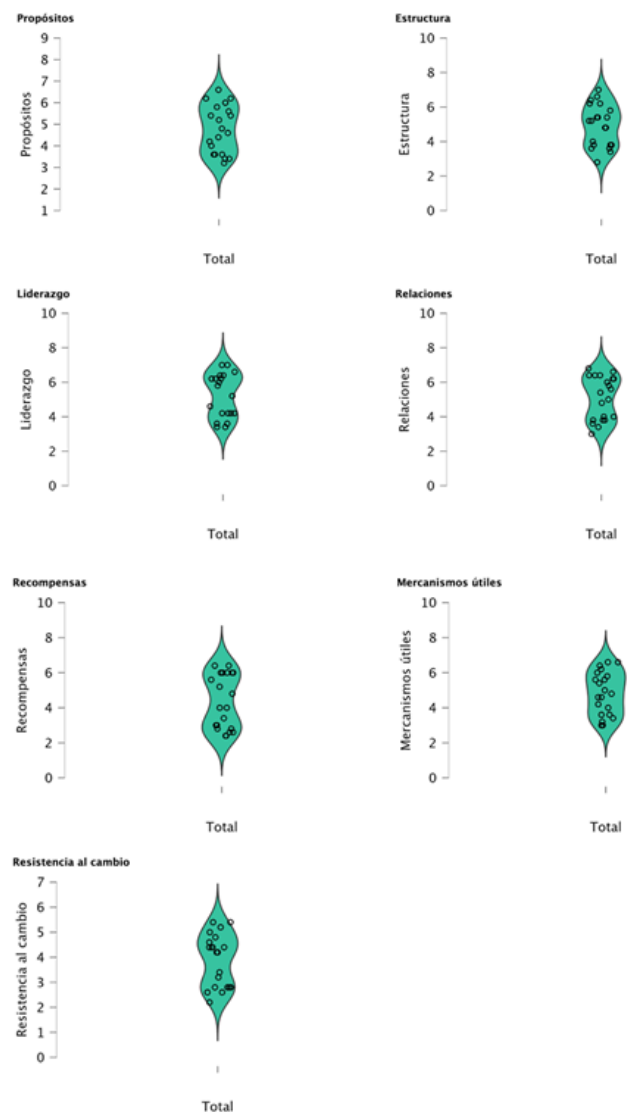 Propósitos
9
8
7
6
5
4
3
2
1
Propósitos
Total
Estructura
10
8
6
4
2
0
Estructura
Total
Liderazgo
10
8
6
4
2
0
Liderazgo
Total
Relaciones
10
8
6
4
2
0
Relaciones
Total
Recompensas
10
8
6
4
2
0
Recompensas
Total
Mercanismos útiles
10
8
6
4
2
0
Mercanismos útiles
Total
Resistencia al cambio
7
6
5
4
3
2
1
0
Resistencia al cambio
Total